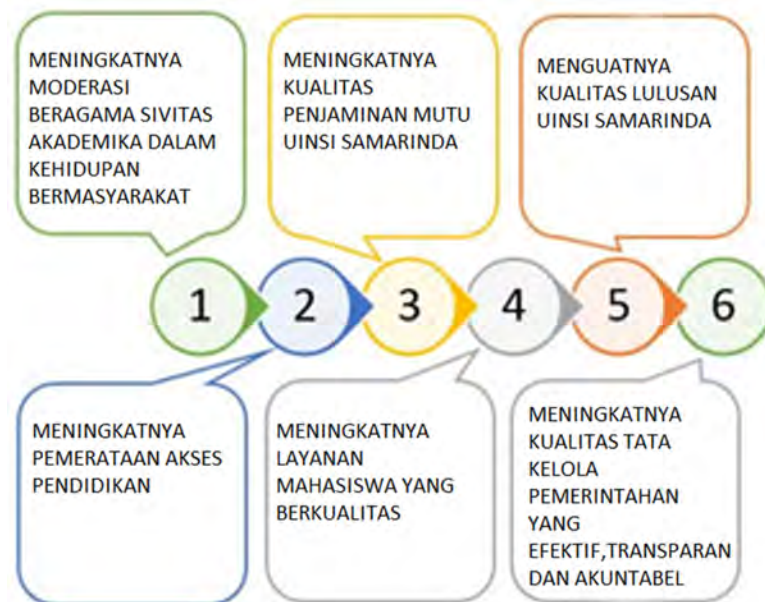 MENINGKATNYA
MODERASI
BERAGAMA SIVITAS
AKADEMIKA DALAM
KEHIDUPAN
BERMASYARAKAT
MENINGKATNYA
KUALITAS
PENJAMINAN MUTU
UINSI SAMARINDA
MENGUATNYA
KUALITAS LULUSAN
UINSI SAMARINDA
1
2
3
4
5
6
MENINGKATNYA
PEMERATAAN AKSES
PENDIDIKAN
MENINGKATNYA
LAYANAN
MAHASISWA YANG
BERKUALITAS
MENINGKATNYA
KUALITAS TATA
KELOLA
PEMERINTAHAN
YANG
EFEKTIF,TRANSPARAN
DAN AKUNTABEL